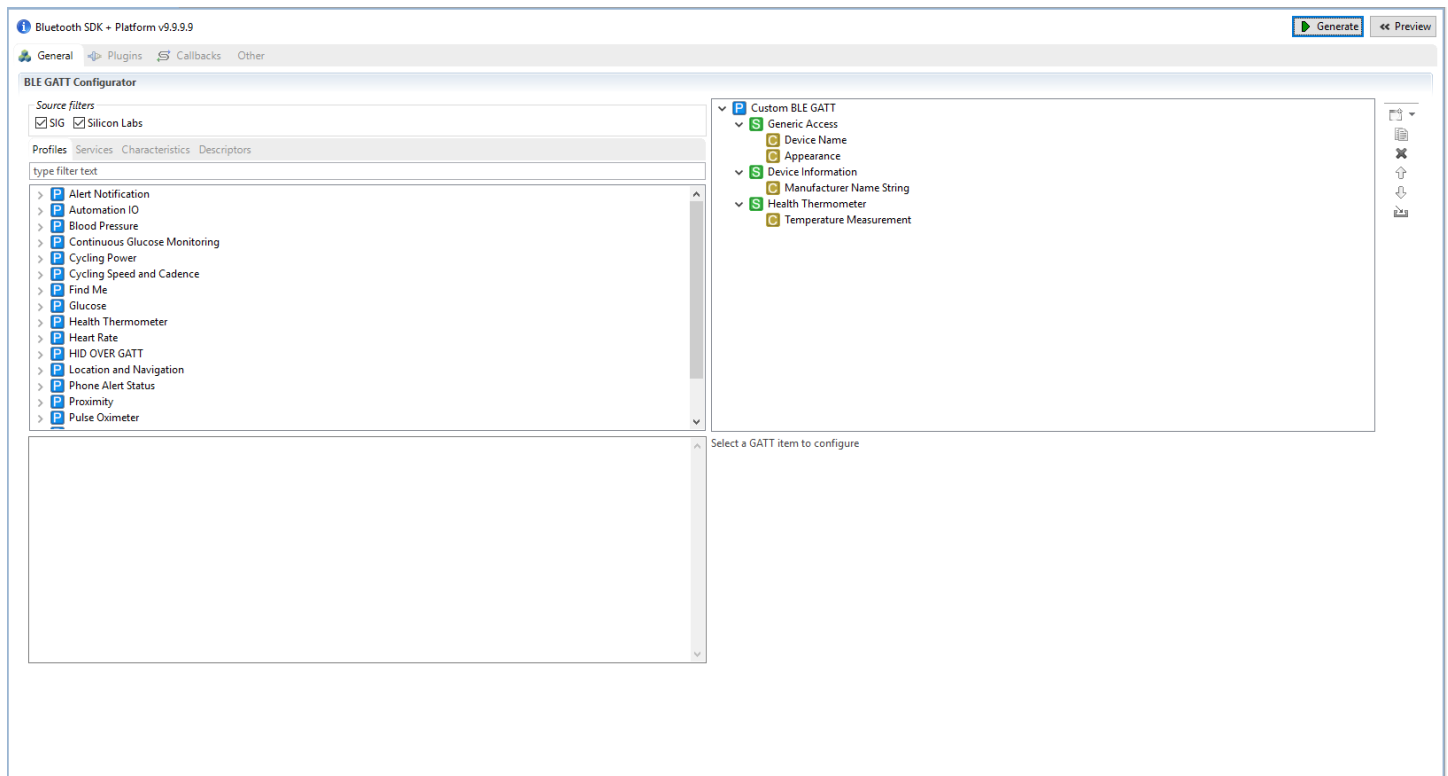 Bluetooth SDK + Platform v9.9.9.9
Generate
Preview
General Plugins Callbacks Other
BLE GATT Configurator
Source filters
SIG Silicon Labs
Profiles Services Characteristics Descriptors
type filter text
P Alert Notification
P Automation IO
P Blood Pressure
P Continuous Glucose Monitoring
P Cycling Power
P Cycling Speed and Cadence
P Find Me
P Glucose
P Health Thermometer
P Heart Rate
P HID OVER GATT
P Location and Navigation
P Phone Alert Status
P Proximity
P Pulse Oximeter
P Custom BLE GATT
S Generic Access
C Device Name
C Appearance
S Device Information
C Manufacturer Name String
S Health Thermometer
C Temperature Measurement
Select a GATT item to configure